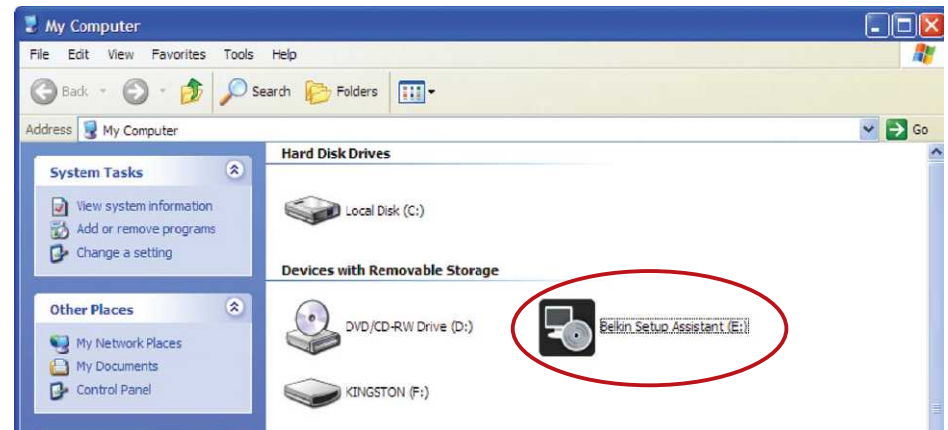 My Computer
File Edit View Favorites Tools Help
Back Search Folders
Address My Computer Go
System Tasks
View system information
Add or remove programs
Change a setting
Other Places
My Network Places
My Documents
Control Panel
Hard Disk Drives
Local Disk (C:)
Devices with Removable Storage
DVD/CD-RW Drive (D:)
Belkin Setup Assistant (E:)
KINGSTON (F:)